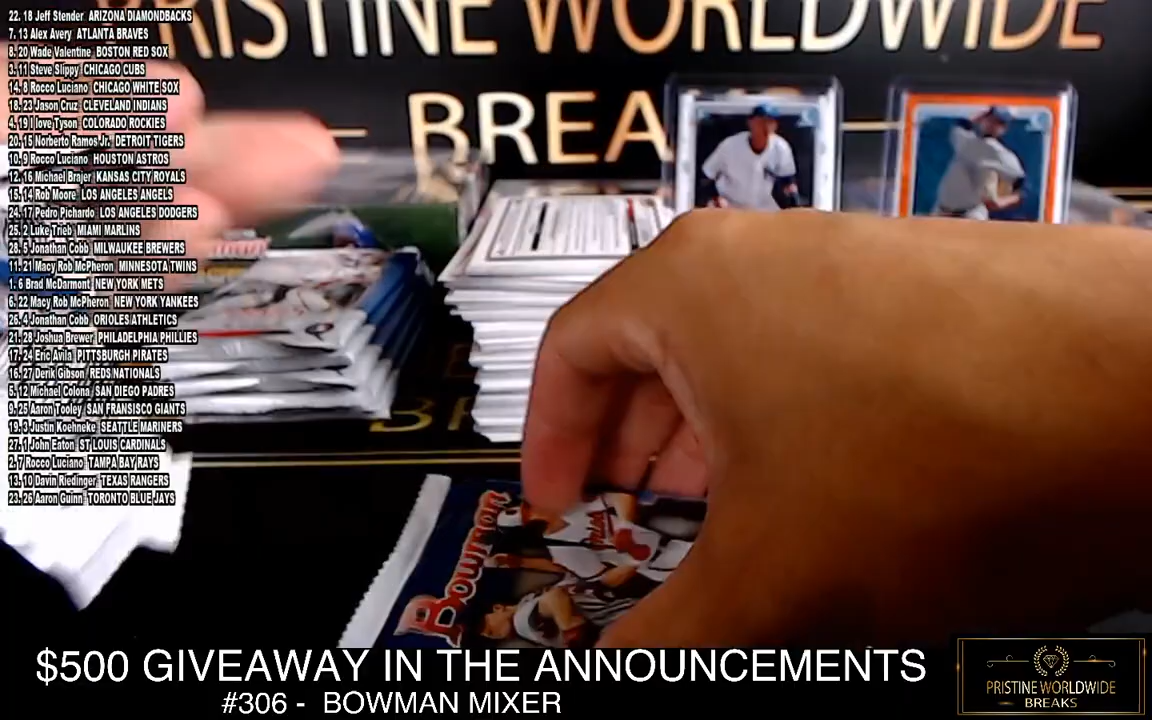 PRISTINE WORLDWIDE
BREA
22. 18 Jeff Stender ARIZONA DIAMONDBACKS
7. 13 Alex Avery ATLANTA BRAVES
8. 20 Wade Valentine BOSTON RED SOX
3. 11 Steve Slippy CHICAGO CUBS
14. 8 Rocco Luciano CHICAGO WHITE SOX
18. 23 Jason Cruz CLEVELAND INDIANS
4. 19 I love Tyson COLORADO ROCKIES
20. 15 Norberto Ramos Jr. DETROIT TIGERS
10. 9 Rocco Luciano HOUSTON ASTROS
12. 16 Michael Brajer KANSAS CITY ROYALS
15. 14 Rob Moore LOS ANGELES ANGELS
24. 17 Pedro Pichardo LOS ANGELES DODGERS
25. 2 Luke Trieb MIAMI MARLINS
28. 5 Jonathan Cobb MILWAUKEE BREWERS
11. 21 Macy Rob McPheron MINNESOTA TWINS
1. 6 Brad McDarmont NEW YORK METS
6. 22 Macy Rob McPheron NEW YORK YANKEES
26. 4 Jonathan Cobb ORIOLES ATHLETICS
21. 28 Joshua Brewer PHILADELPHIA PHILLIES
17. 24 Eric Avila PITTSBURGH PIRATES
16. 27 Derik Gibson REDS NATIONALS
5. 12 Michael Colona SAN DIEGO PADRES
9. 25 Aaron Tooley SAN FRANSISCO GIANTS
19. 3 Justin Koehneke SEATTLE MARINERS
27. 1 John Eaton ST LOUIS CARDINALS
2. 7 Rocco Luciano TAMPA BAY RAYS
13. 10 Davin Riedinger TEXAS RANGERS
23. 26 Aaron Guinn TORONTO BLUE JAYS
Bowman
$500 GIVEAWAY IN THE ANNOUNCEMENTS
#306 - BOWMAN MIXER
PRISTINE WORLDWIDE
BREAKS